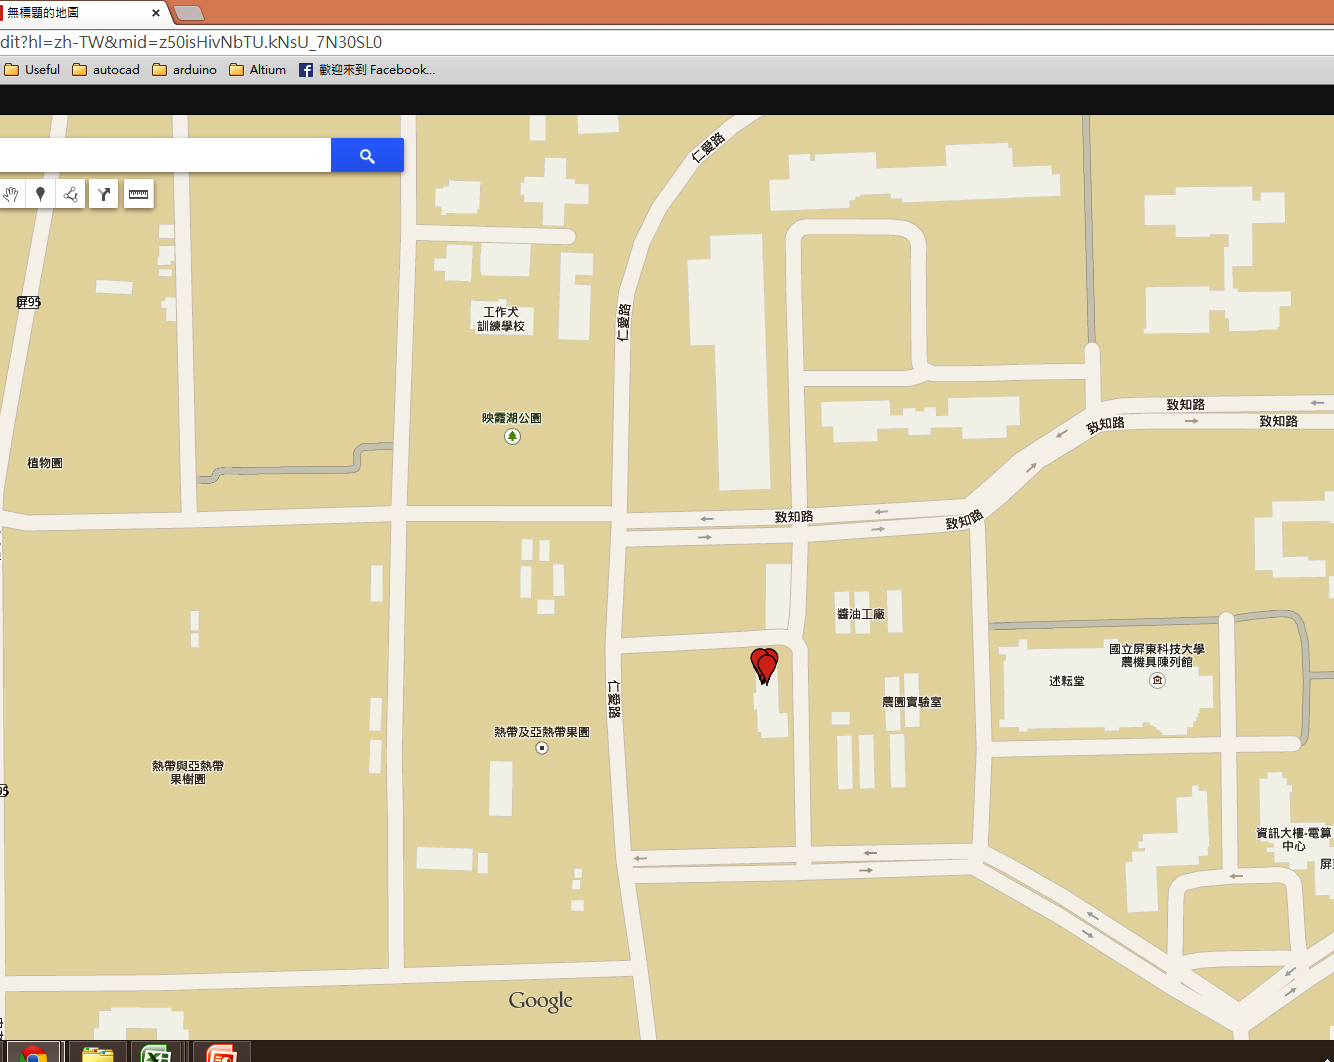 無標題的地圖
dit?hl=zh-TW&mid=z50isHivNbTU.kNsU_7N30SL0
Useful
autocad
arduino
Altium
歡迎來到 Facebook...
仁愛路
屏95
工作犬
訓練學校
仁愛路
致知路
致知路
致知路
映霞湖公園
植物園
致知路
致知路
醬油工廠
國立屏東科技大學
農機具陳列館
述耘堂
仁愛路
農園實驗室
熱帶及亞熱帶果園
熱帶與亞熱帶
果樹園
95
資訊大樓-電算
中心
Google